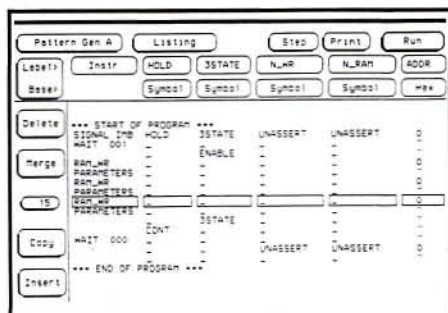 Pattern Gen A Listing Step Print Run
Label> Instr HOLD 3STATE N_WR N_RAM ADDR
Base> Symbol Symbol Symbol Symbol Hex
Delete
*** START OF PROGRAM ***
SIGNAL IMB HOLD 3STATE UNASSERT UNASSERT 0
WAIT 001 _ _ _ _ _
_ ENABLE _ _ _
Merge
RAM_WR _ _ _ _ 0
PARAMETERS _ _ _ _
RAM_WR _ _ _ _ 0
PARAMETERS _ _ _ _
15 RAM_WR _ _ _ _ 0
PARAMETERS _ _ _ _
_ 3STATE _ _ _
CONT _ _ _
Copy
WAIT 000 _ _ _ _
_ _ UNASSERT UNASSERT 0
*** END OF PROGRAM ***
Insert